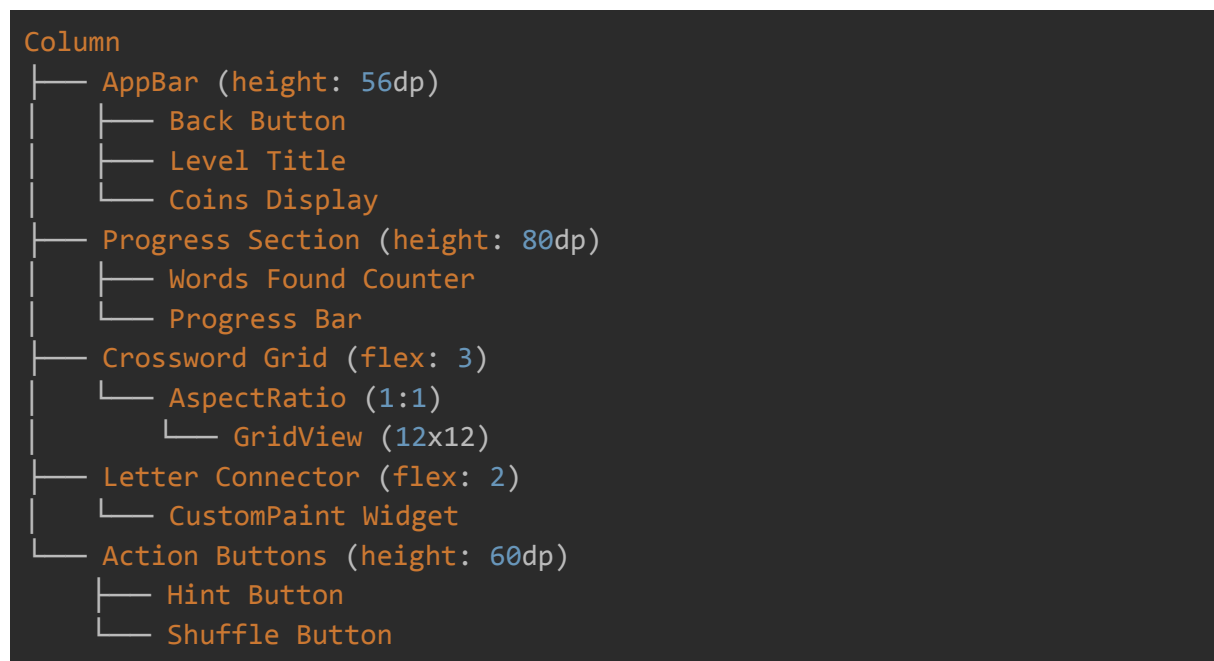 Column
├── AppBar (height: 56dp)
│   ├── Back Button
│   ├── Level Title
│   └── Coins Display
├── Progress Section (height: 80dp)
│   ├── Words Found Counter
│   └── Progress Bar
├── Crossword Grid (flex: 3)
│   └── AspectRatio (1:1)
│       └── GridView (12x12)
├── Letter Connector (flex: 2)
│   └── CustomPaint Widget
└── Action Buttons (height: 60dp)
    ├── Hint Button
    └── Shuffle Button